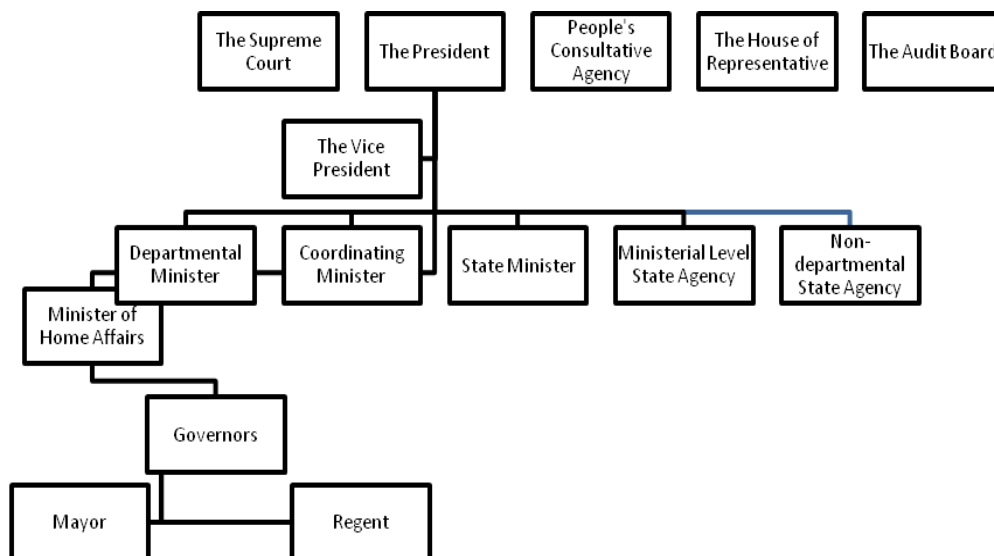 The Supreme
Court
The President
People's
Consultative
Agency
The House of
Representative
The Audit Board
The Vice
President
Departmental
Minister
Coordinating
Minister
State Minister
Ministerial Level
State Agency
Non-
departmental
State Agency
Minister of
Home Affairs
Governors
Mayor
Regent